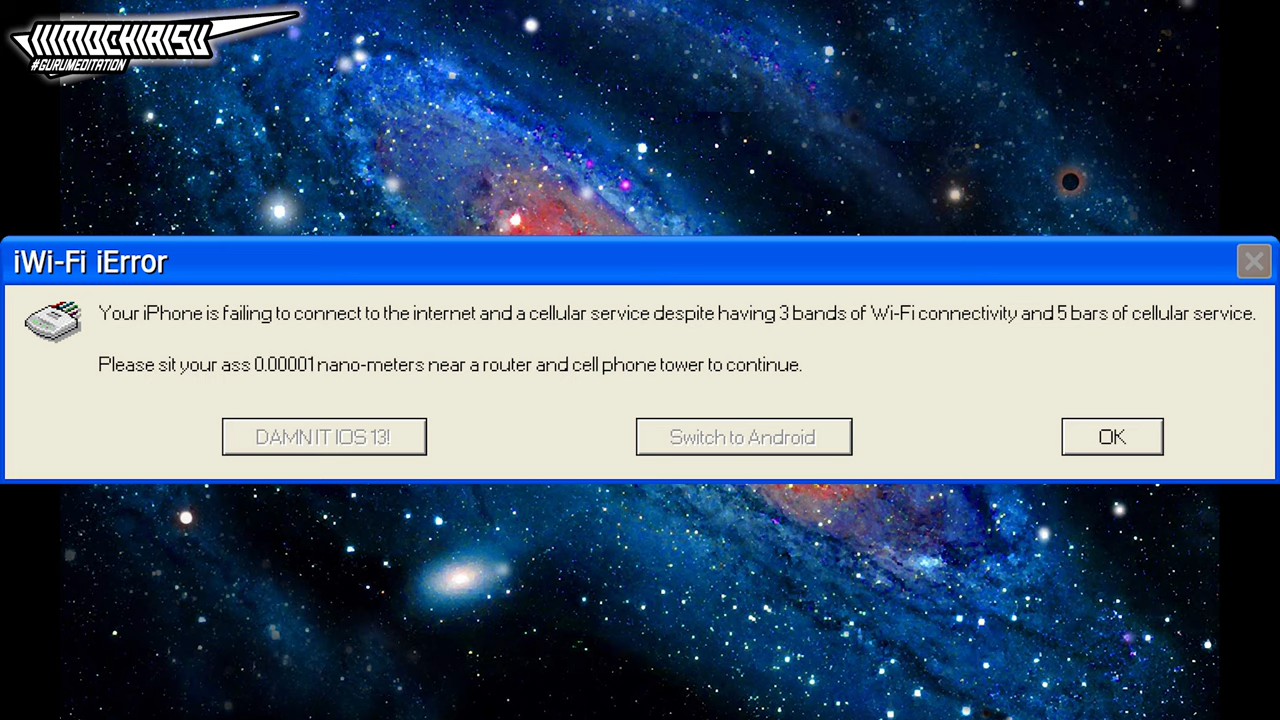 MOCHIRISU
#GURUMEDITATION
iWi-Fi iError
Your iPhone is failing to connect to the internet and a cellular service despite having 3 bands of Wi-Fi connectivity and 5 bars of cellular service.
Please sit your ass 0.00001 nano-meters near a router and cell phone tower to continue.
DAMN IT IOS 13!
Switch to Android
OK